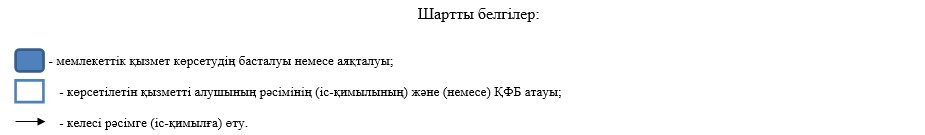 Шартты белгілер:
- мемлекеттік қызмет көрсетудің басталуы немесе аяқталуы;
- көрсетілетін қызметті алушының рәсімінің (іс-қимылының) және (немесе) ҚФБ атауы;
- келесі рәсімге (іс-қимылға) өту.